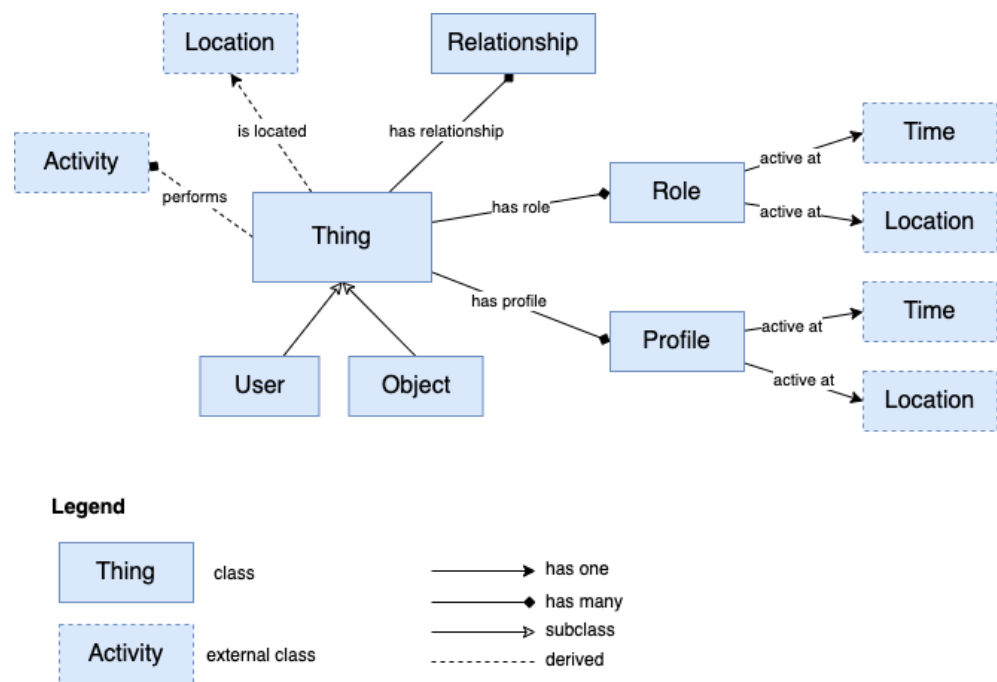 Location
Relationship
is located
has relationship
Activity
performs
Time
active at
Role
has role
active at
Location
Thing
has profile
Time
active at
Profile
active at
Location
User
Object
Legend
Thing
class
has one
has many
subclass
Activity
external class
derived